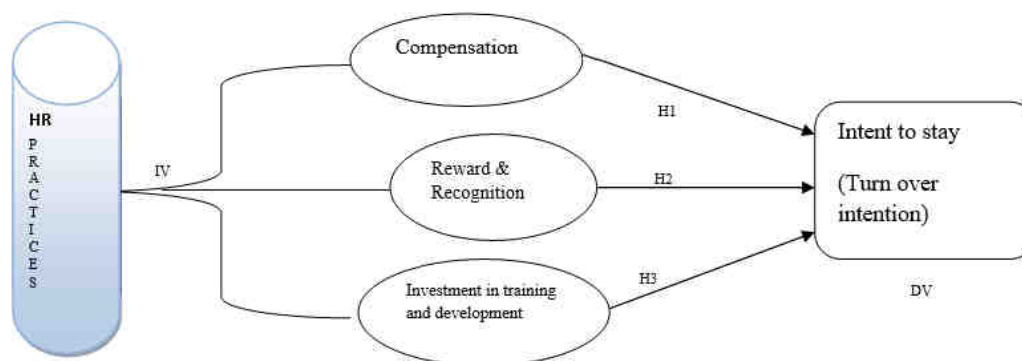 HR
PRACTICES
IV
Compensation
Reward &
Recognition
Investment in training
and development
H1
H2
H3
Intent to stay
(Turn over
intention)
DV